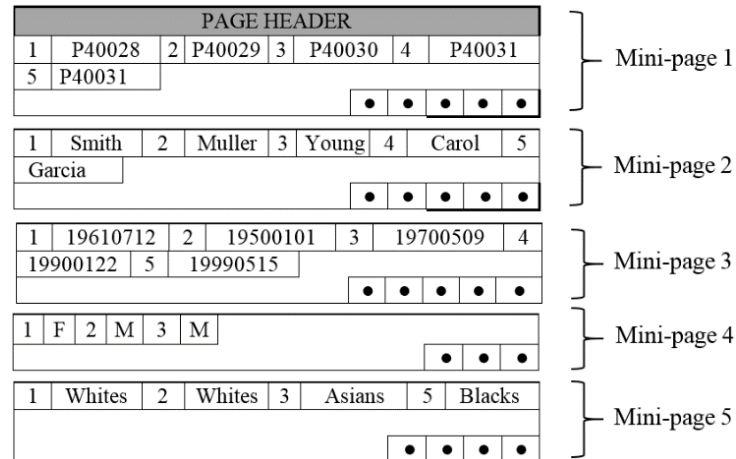 PAGE HEADER
1 P40028 2 P40029 3 P40030 4 P40031
5 P40031
Mini-page 1
1 Smith 2 Muller 3 Young 4 Carol 5
Garcia
Mini-page 2
1 19610712 2 19500101 3 19700509 4
19900122 5 19990515
Mini-page 3
1 F 2 M 3 M
Mini-page 4
1 Whites 2 Whites 3 Asians 5 Blacks
Mini-page 5